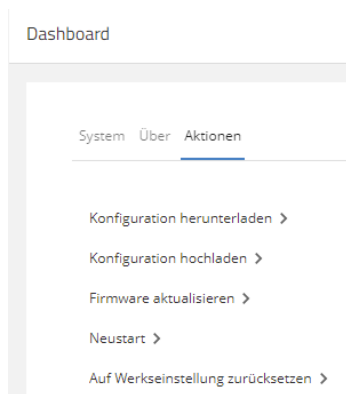 Dashboard
System Über Aktionen
Konfiguration herunterladen
Konfiguration hochladen
Firmware aktualisieren
Neustart
Auf Werkseinstellung zurücksetzen